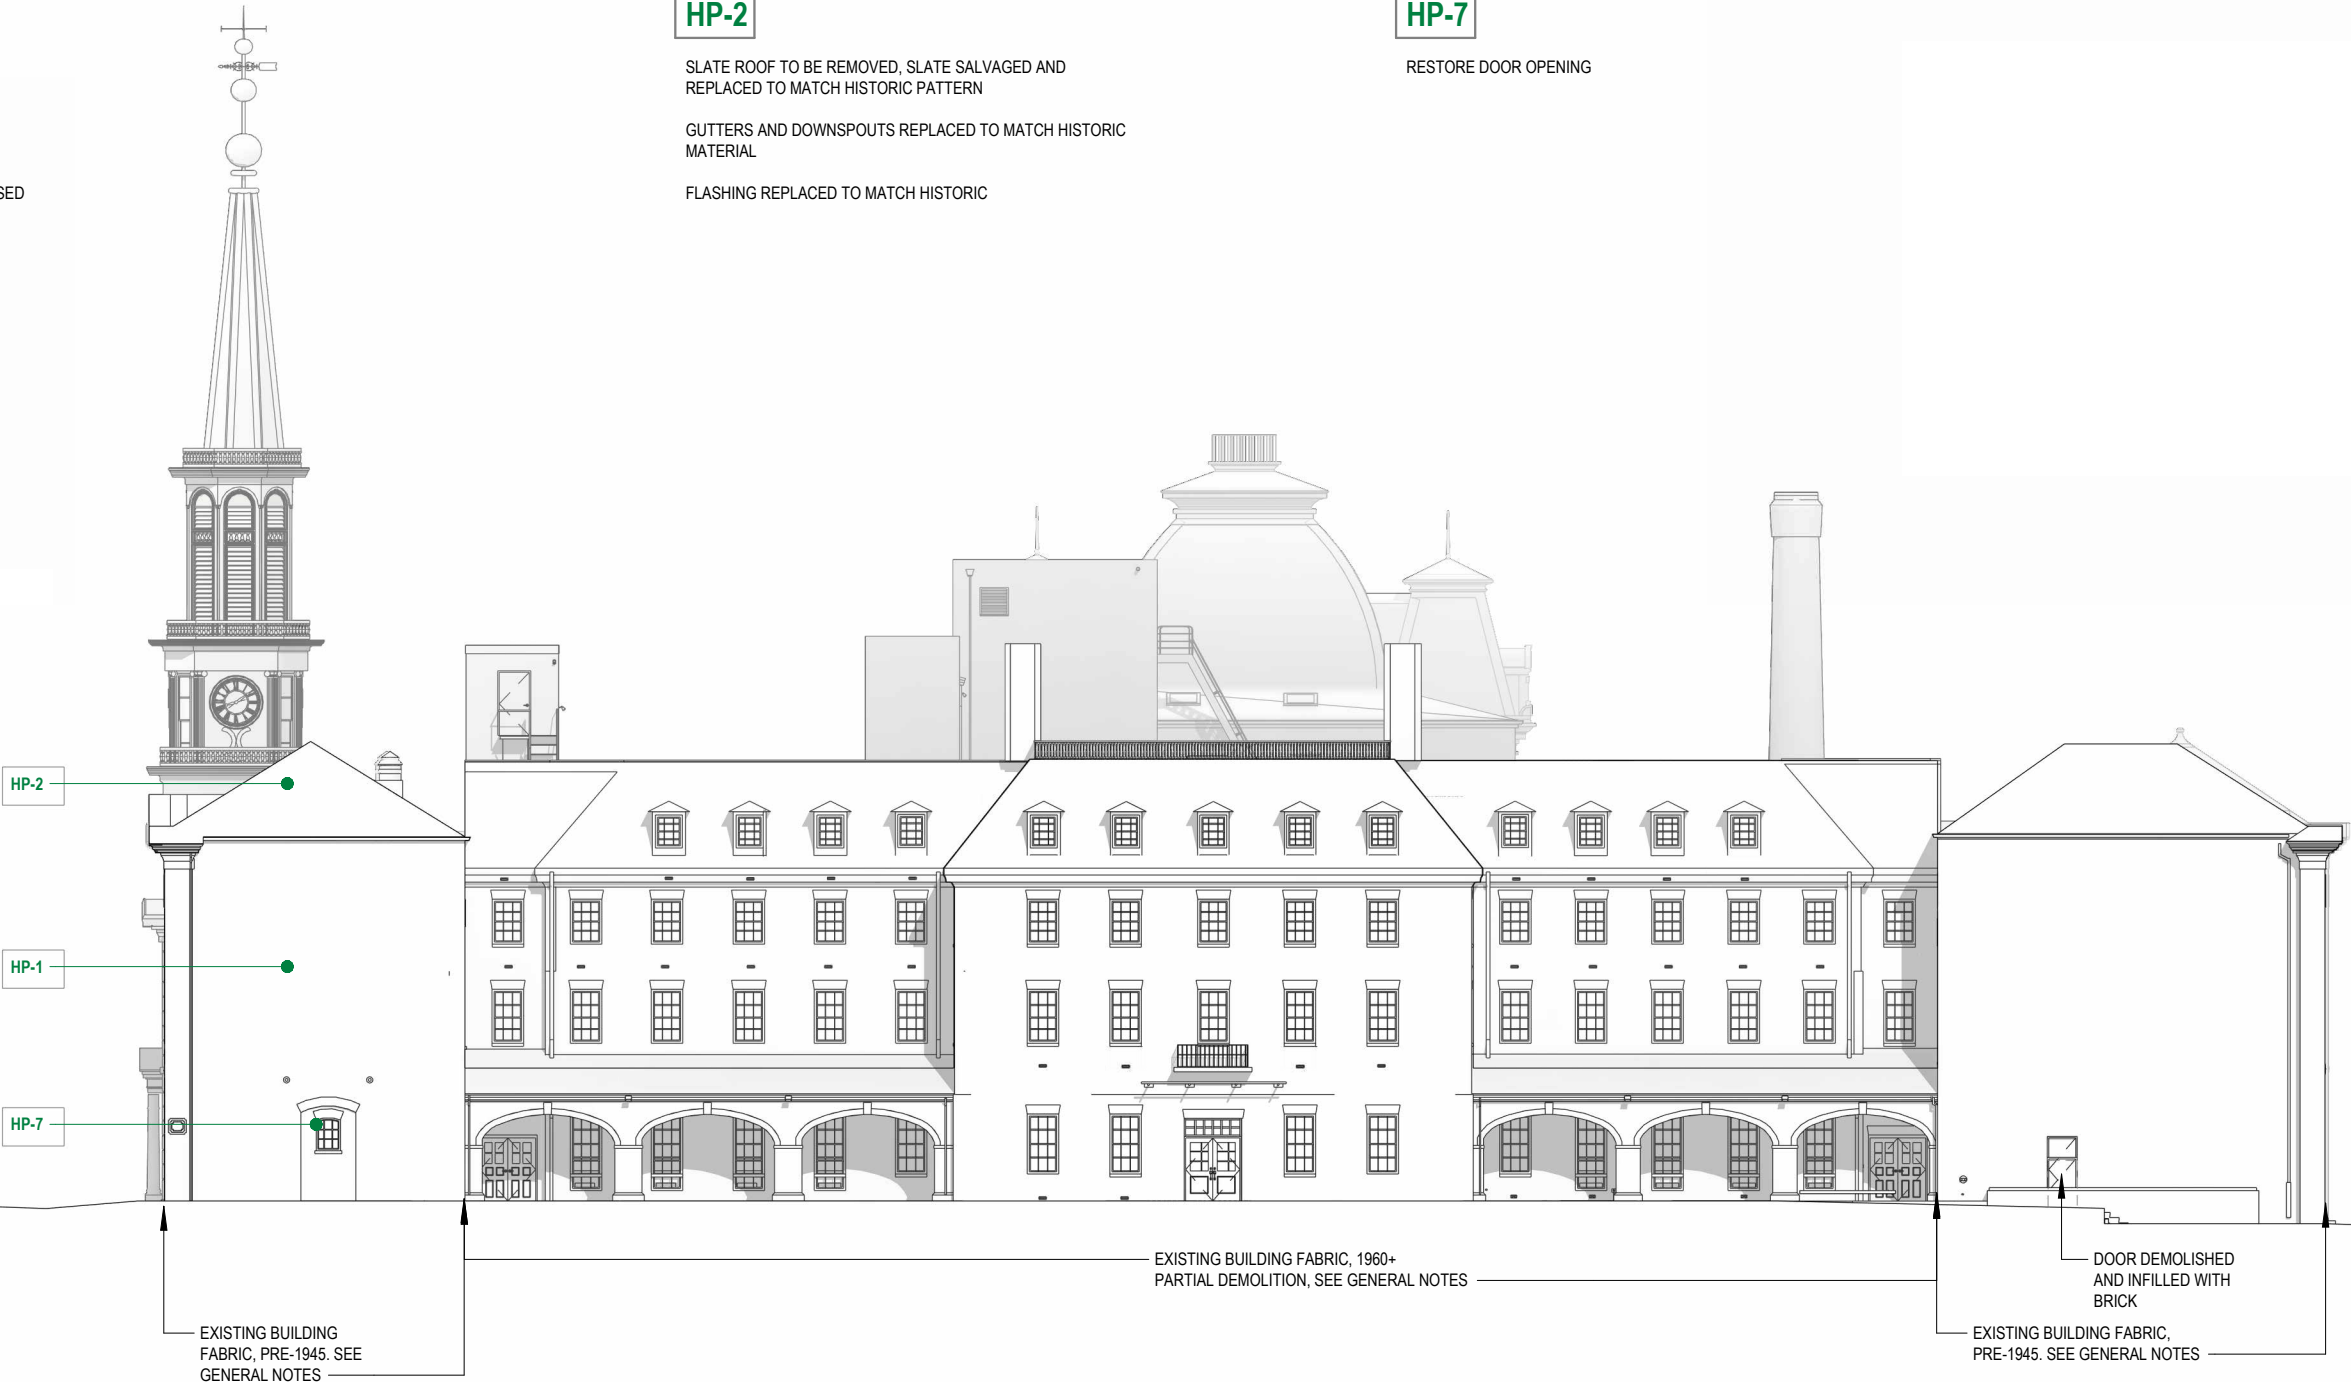 HP-2
SLATE ROOF TO BE REMOVED, SLATE SALVAGED AND
REPLACED TO MATCH HISTORIC PATTERN
GUTTERS AND DOWNSPOUTS REPLACED TO MATCH HISTORIC
MATERIAL
FLASHING REPLACED TO MATCH HISTORIC
HP-7
RESTORE DOOR OPENING
SED
HP-2
HP-1
HP-7
EXISTING BUILDING FABRIC, 1960+
PARTIAL DEMOLITION, SEE GENERAL NOTES
DOOR DEMOLISHED
AND INFILLED WITH
BRICK
EXISTING BUILDING
FABRIC, PRE-1945. SEE
GENERAL NOTES
EXISTING BUILDING FABRIC,
PRE-1945. SEE GENERAL NOTES